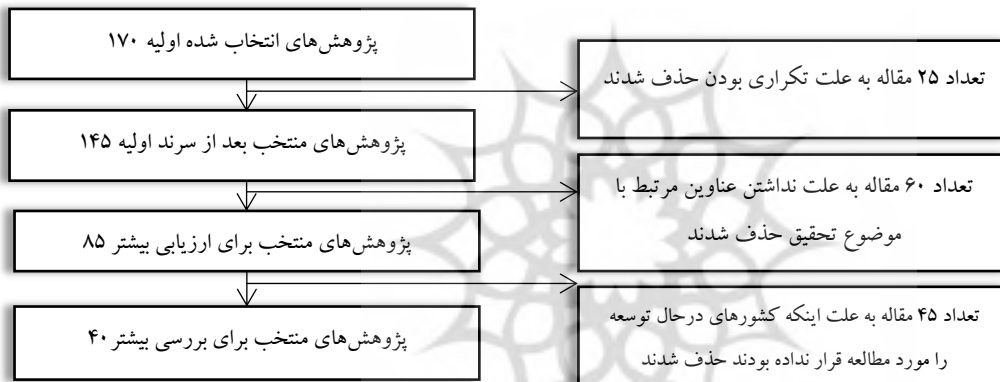 پژوهش‌های انتخاب شده اولیه ۱۷۰
تعداد ۲۵ مقاله به علت تکراری بودن حذف شدند
پژوهش‌های منتخب بعد از سرند اولیه ۱۴۵
تعداد ۶۰ مقاله به علت نداشتن عناوین مرتبط با
موضوع تحقیق حذف شدند
پژوهش‌های منتخب برای ارزیابی بیشتر ۸۵
تعداد ۴۵ مقاله به علت اینکه کشورهای درحال توسعه
را مورد مطالعه قرار نداده بودند حذف شدند
پژوهش‌های منتخب برای بررسی بیشتر ۴۰